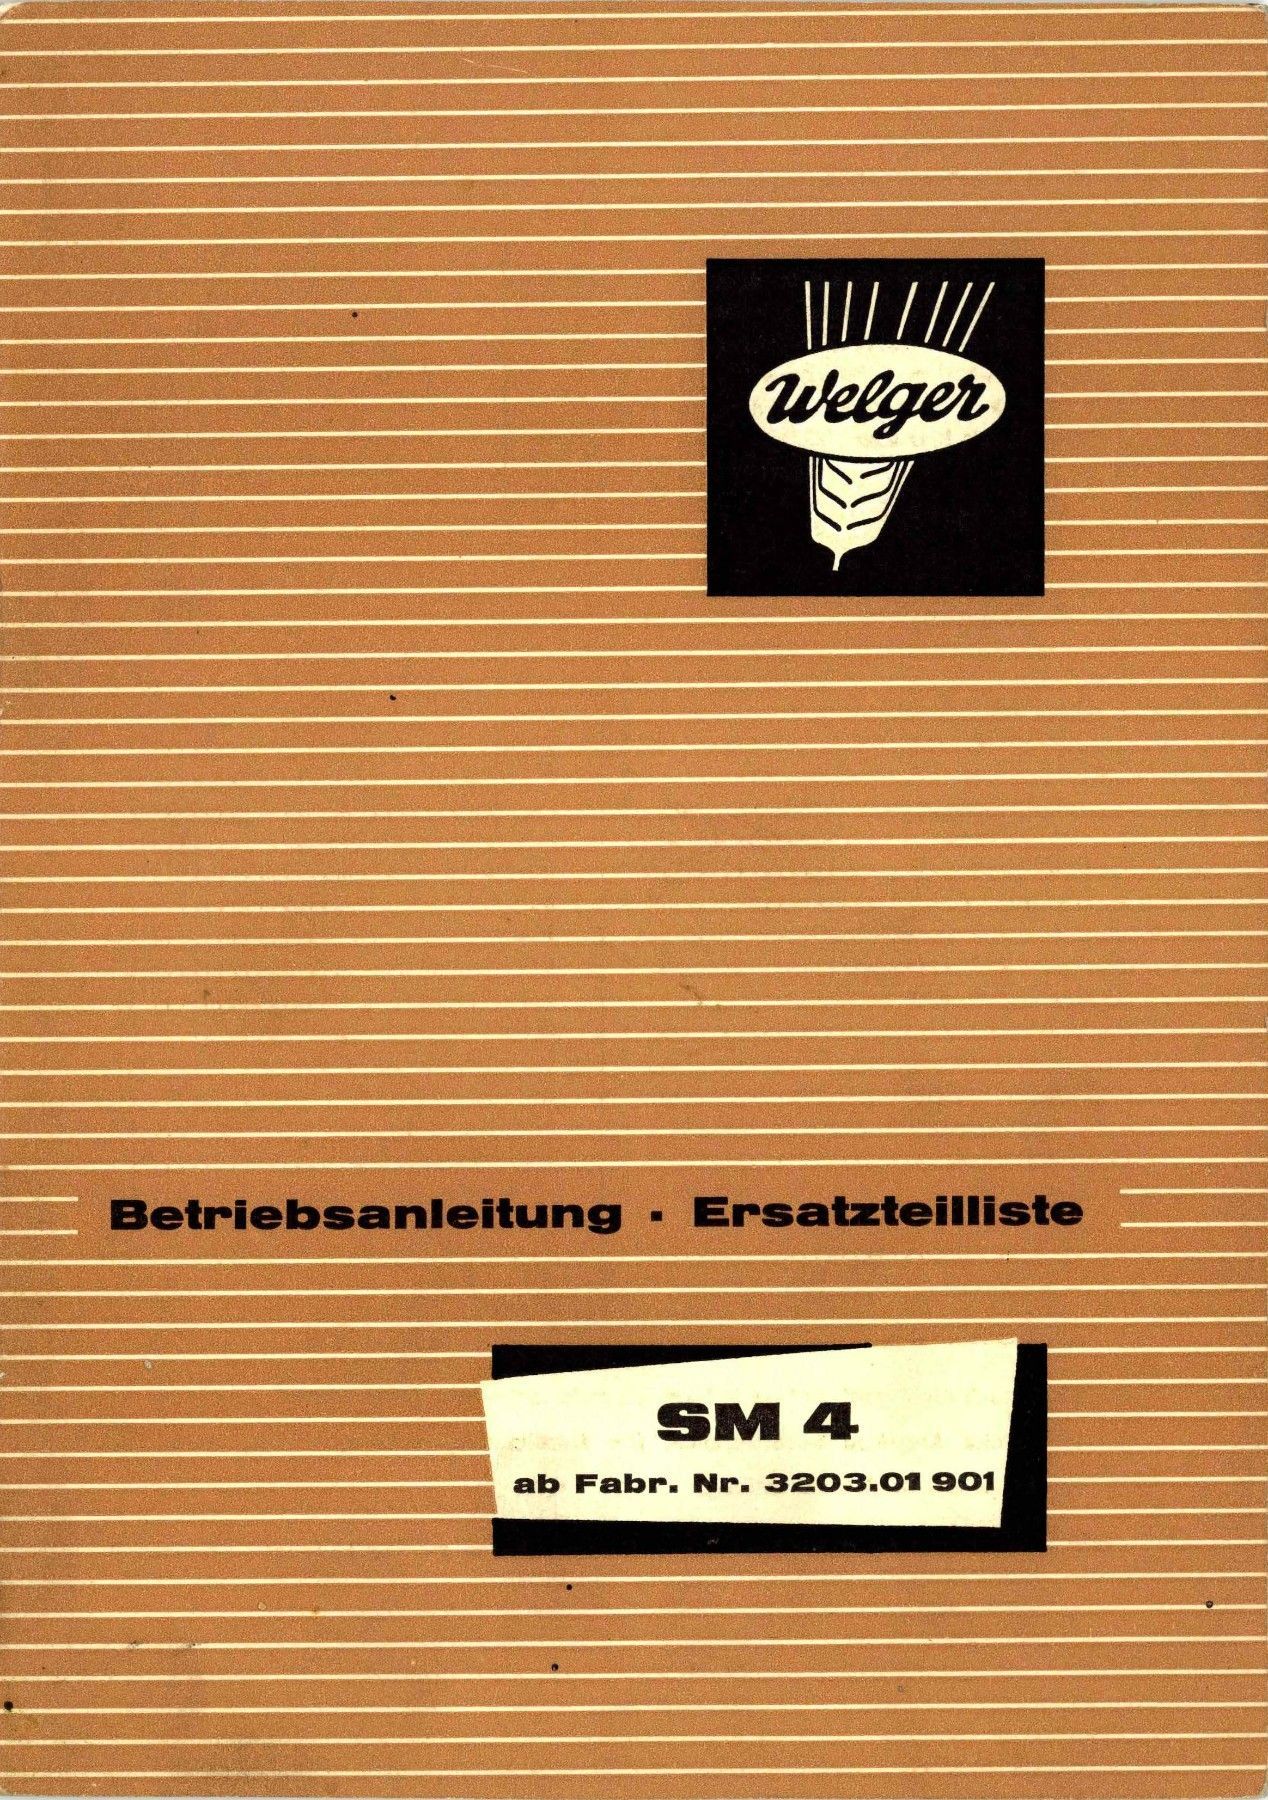 Welger
Betriebsanleitung · Ersatzteilliste
SM 4
ab Fabr. Nr. 3203.01 901